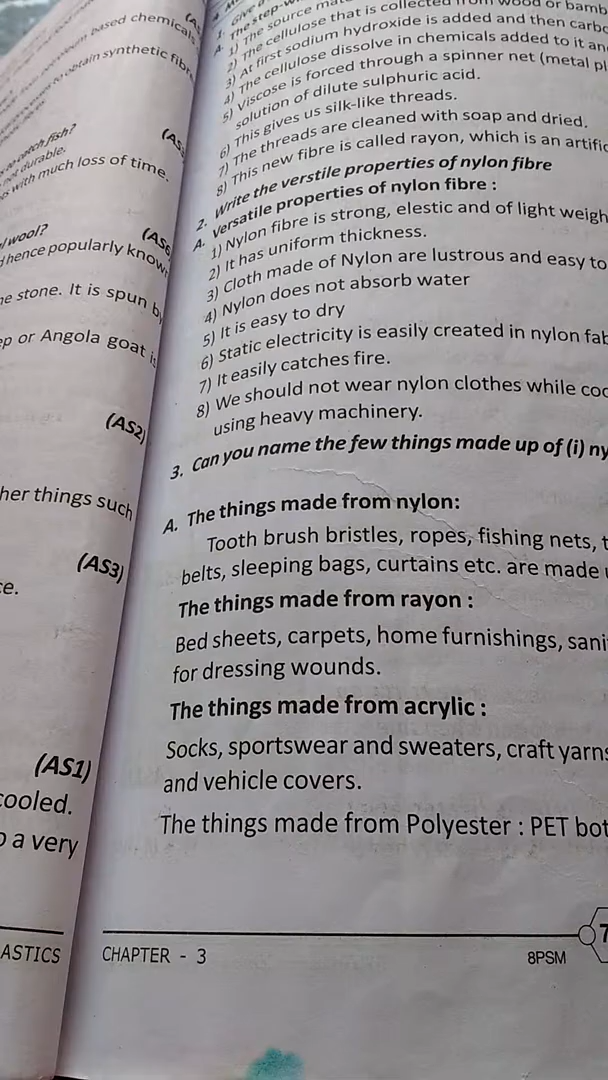 based chemicals
to obtain synthetic fibr
to catch fish?
not durable.
with much loss of time.
wool?
hence popularly know
(AS
ne stone. It is spun b
p or Angola goat is
(AS2)
her things such
(AS3)
ce.
(AS1)
cooled.
o a very
ASTICS
A. The step-w
1) The source mat
2) The cellulose that is collected from wood or bamb
3) At first sodium hydroxide is added and then carbo
4) The cellulose dissolve in chemicals added to it an
5) Viscose is forced through a spinner net (metal pl
solution of dilute sulphuric acid.
6) This gives us silk-like threads.
7) The threads are cleaned with soap and dried.
8) This new fibre is called rayon, which is an artific
2. Write the verstile properties of nylon fibre
A. Versatile properties of nylon fibre :
1) Nylon fibre is strong, elestic and of light weigh
2) It has uniform thickness.
3) Cloth made of Nylon are lustrous and easy to
4) Nylon does not absorb water
5) It is easy to dry
6) Static electricity is easily created in nylon fab
7) It easily catches fire.
8) We should not wear nylon clothes while coo
using heavy machinery.
3. Can you name the few things made up of (i) ny
A. The things made from nylon:
Tooth brush bristles, ropes, fishing nets, t
belts, sleeping bags, curtains etc. are made u
The things made from rayon :
Bed sheets, carpets, home furnishings, sani
for dressing wounds.
The things made from acrylic :
Socks, sportswear and sweaters, craft yarns
and vehicle covers.
The things made from Polyester : PET bot
CHAPTER - 3
8PSM
7